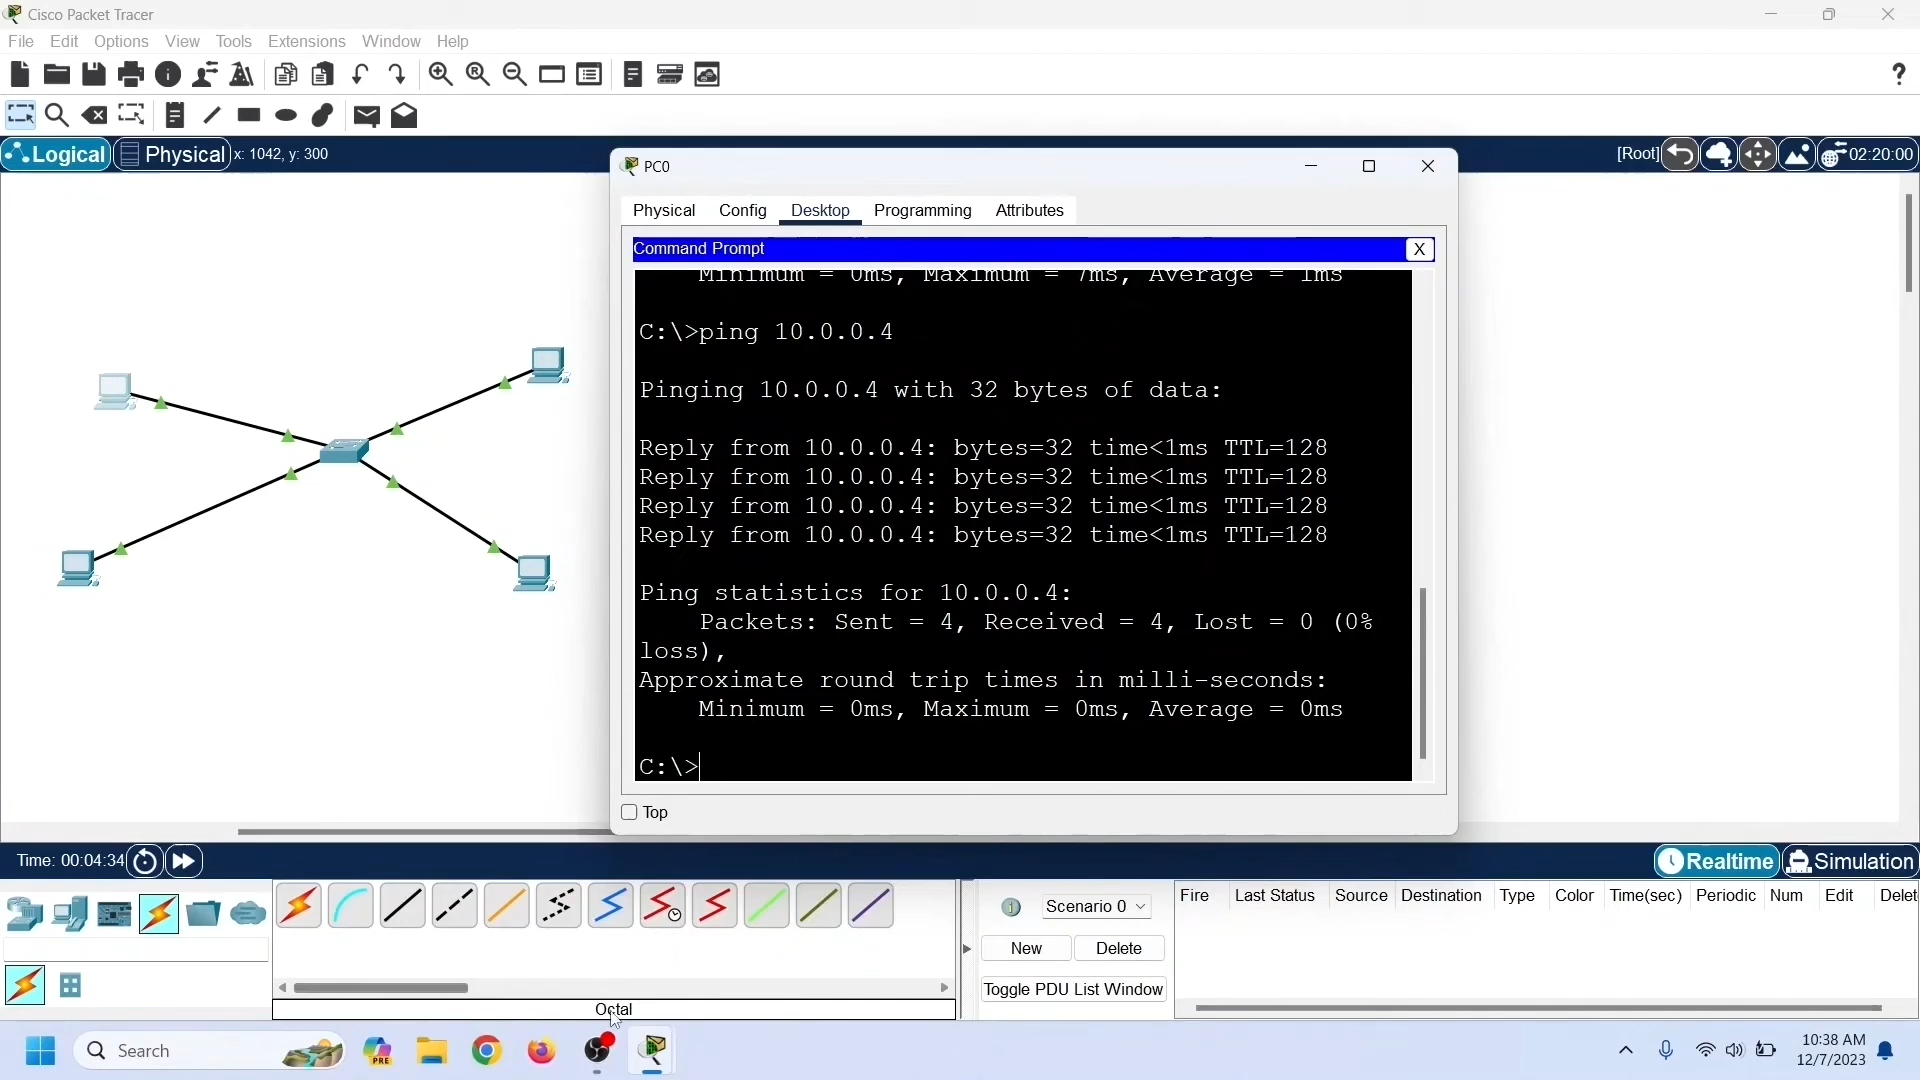 Cisco Packet Tracer
File Edit Options View Tools Extensions Window Help
Logical Physical x: 1042, y: 300 [Root] 02:20:00
PC0
Physical Config Desktop Programming Attributes
Command Prompt X
Minimum = 0ms, Maximum = 7ms, Average = 1ms
C:\>ping 10.0.0.4
Pinging 10.0.0.4 with 32 bytes of data:
Reply from 10.0.0.4: bytes=32 time<1ms TTL=128
Reply from 10.0.0.4: bytes=32 time<1ms TTL=128
Reply from 10.0.0.4: bytes=32 time<1ms TTL=128
Reply from 10.0.0.4: bytes=32 time<1ms TTL=128
Ping statistics for 10.0.0.4:
Packets: Sent = 4, Received = 4, Lost = 0 (0%
loss),
Approximate round trip times in milli-seconds:
Minimum = 0ms, Maximum = 0ms, Average = 0ms
C:\>
Top
Time: 00:04:34 Realtime Simulation
Scenario 0
New Delete
Toggle PDU List Window
Fire Last Status Source Destination Type Color Time(sec) Periodic Num Edit Delet
Octal
Search
PRE
10:38 AM
12/7/2023